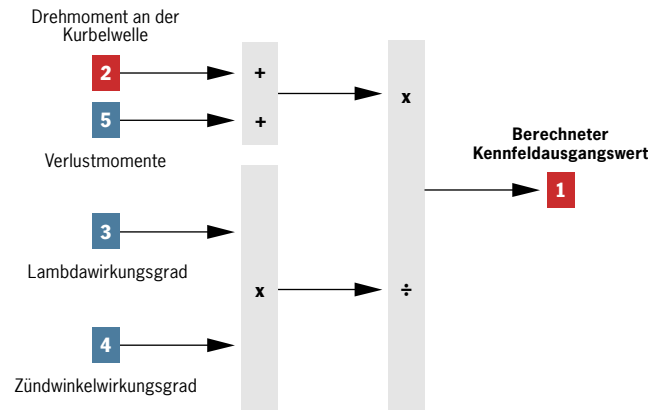 Drehmoment an der
Kurbelwelle
2
+
5
+
x
Verlustmomente
Berechneter
Kennfeldausgangswert
1
3
Lambdawirkungsgrad
x
÷
4
Zündwinkelwirkungsgrad